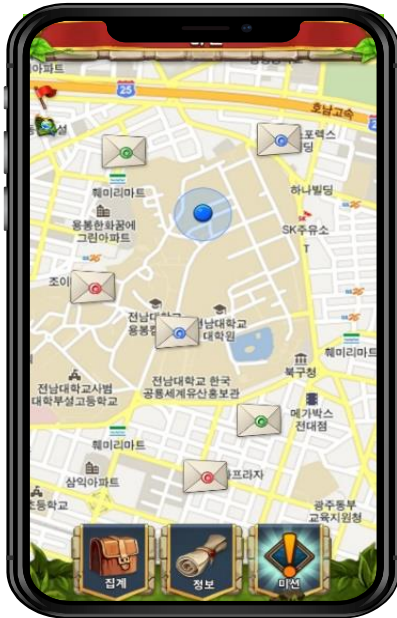 아파트
25
호남고속
포렉스
딩
훼미리마트
하나빌딩
용봉한화꿈에
그린아파트
SK주유소
T
조이
전남대학교
용봉캠
전남대학교
대학원
훼미리마트
북구청
전남대학교사범
대학부설고등학교
전남대학교 한국
공룡세계유산홍보관
메가박스
전대점
훼미리마트
삼익아파트
프라자
초등학교
광주동부
교육지원청
집계
정보
미션